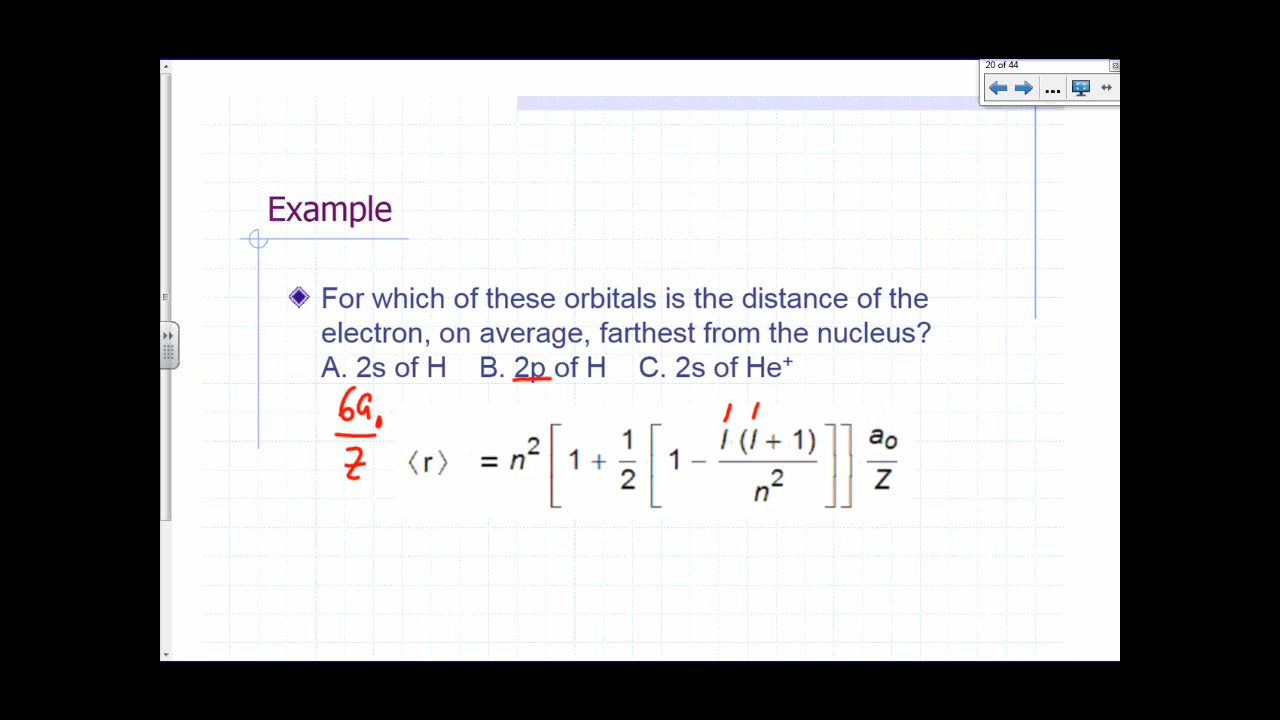 20 of 44
Example
For which of these orbitals is the distance of the
electron, on average, farthest from the nucleus?
A. 2s of H B. 2p of H C. 2s of He⁺
6a₀/Z
1 1
⟨r⟩ = n² [1 + 1/2 [1 − l (l + 1)/n²]] a₀/Z